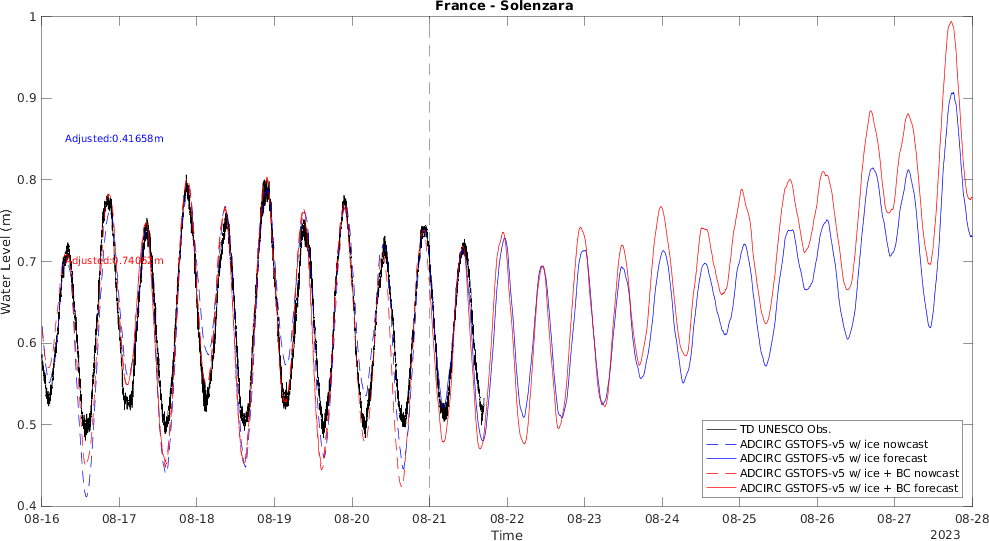 France - Solenzara
1
0.9
0.8
0.7
0.6
0.5
0.4
Water Level (m)
Adjusted:0.41658m
Adjusted:0.74052m
TD UNESCO Obs.
ADCIRC GSTOFS-v5 w/ ice nowcast
ADCIRC GSTOFS-v5 w/ ice forecast
ADCIRC GSTOFS-v5 w/ ice + BC nowcast
ADCIRC GSTOFS-v5 w/ ice + BC forecast
08-16 08-17 08-18 08-19 08-20 08-21 08-22 08-23 08-24 08-25 08-26 08-27 08-28
Time
2023